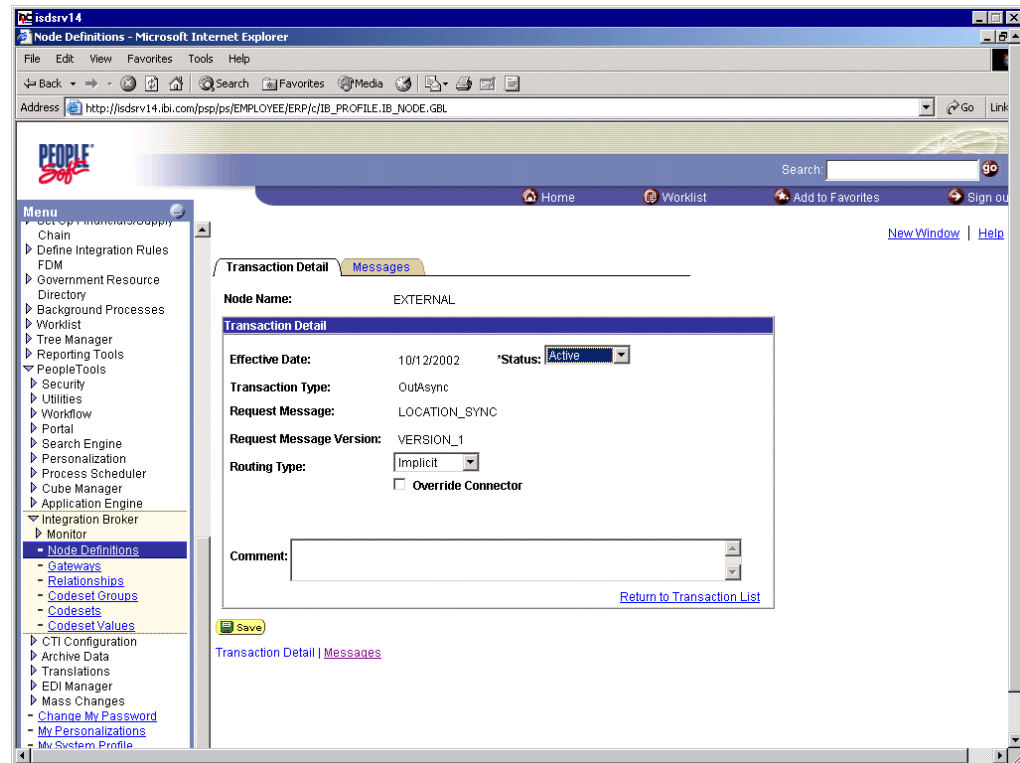 isdsrv14
Node Definitions - Microsoft Internet Explorer
File Edit View Favorites Tools Help
Back Search Favorites Media
Address http://isdsrv14.ibi.com/psp/ps/EMPLOYEE/ERP/c/IB_PROFILE.IB_NODE.GBL Go Link
PEOPLE Soft
Search: go
Home Worklist Add to Favorites Sign ou
Menu
New Window | Help
Set Up Financials/Supply
Chain
Define Integration Rules
FDM
Government Resource
Directory
Background Processes
Worklist
Tree Manager
Reporting Tools
PeopleTools
Security
Utilities
Workflow
Portal
Search Engine
Personalization
Process Scheduler
Cube Manager
Application Engine
Integration Broker
Monitor
- Node Definitions
- Gateways
- Relationships
- Codeset Groups
- Codesets
- Codeset Values
CTI Configuration
Archive Data
Translations
EDI Manager
Mass Changes
- Change My Password
- My Personalizations
- My System Profile
Transaction Detail Messages
Node Name: EXTERNAL
Transaction Detail
Effective Date: 10/12/2002 *Status: Active
Transaction Type: OutAsync
Request Message: LOCATION_SYNC
Request Message Version: VERSION_1
Routing Type: Implicit
Override Connector
Comment:
Return to Transaction List
Save
Transaction Detail | Messages